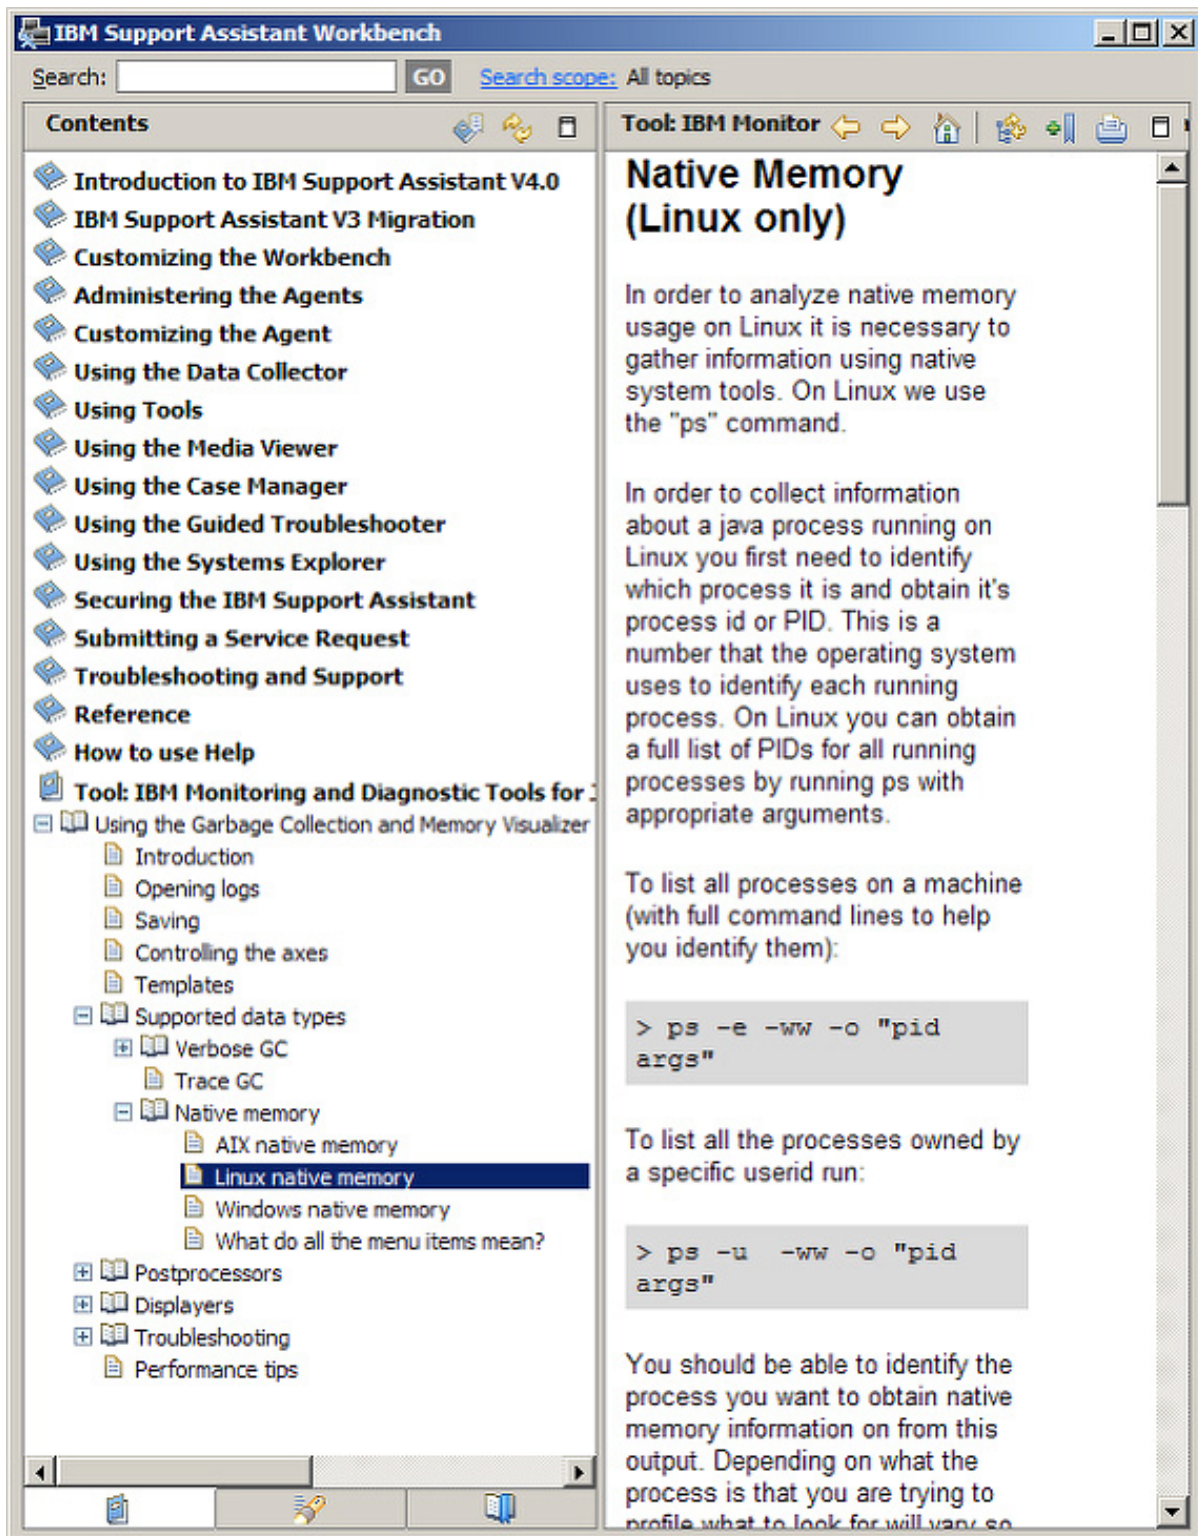 IBM Support Assistant Workbench
Search:
GO
Search scope: All topics
Contents
Introduction to IBM Support Assistant V4.0
IBM Support Assistant V3 Migration
Customizing the Workbench
Administering the Agents
Customizing the Agent
Using the Data Collector
Using Tools
Using the Media Viewer
Using the Case Manager
Using the Guided Troubleshooter
Using the Systems Explorer
Securing the IBM Support Assistant
Submitting a Service Request
Troubleshooting and Support
Reference
How to use Help
Tool: IBM Monitoring and Diagnostic Tools for
Using the Garbage Collection and Memory Visualizer
Introduction
Opening logs
Saving
Controlling the axes
Templates
Supported data types
Verbose GC
Trace GC
Native memory
AIX native memory
Linux native memory
Windows native memory
What do all the menu items mean?
Postprocessors
Displayers
Troubleshooting
Performance tips
Tool: IBM Monitor
Native Memory
(Linux only)
In order to analyze native memory
usage on Linux it is necessary to
gather information using native
system tools. On Linux we use
the "ps" command.
In order to collect information
about a java process running on
Linux you first need to identify
which process it is and obtain it's
process id or PID. This is a
number that the operating system
uses to identify each running
process. On Linux you can obtain
a full list of PIDs for all running
processes by running ps with
appropriate arguments.
To list all processes on a machine
(with full command lines to help
you identify them):
> ps -e -ww -o "pid
args"
To list all the processes owned by
a specific userid run:
> ps -u  -ww -o "pid
args"
You should be able to identify the
process you want to obtain native
memory information on from this
output. Depending on what the
process is that you are trying to
profile what to look for will vary so